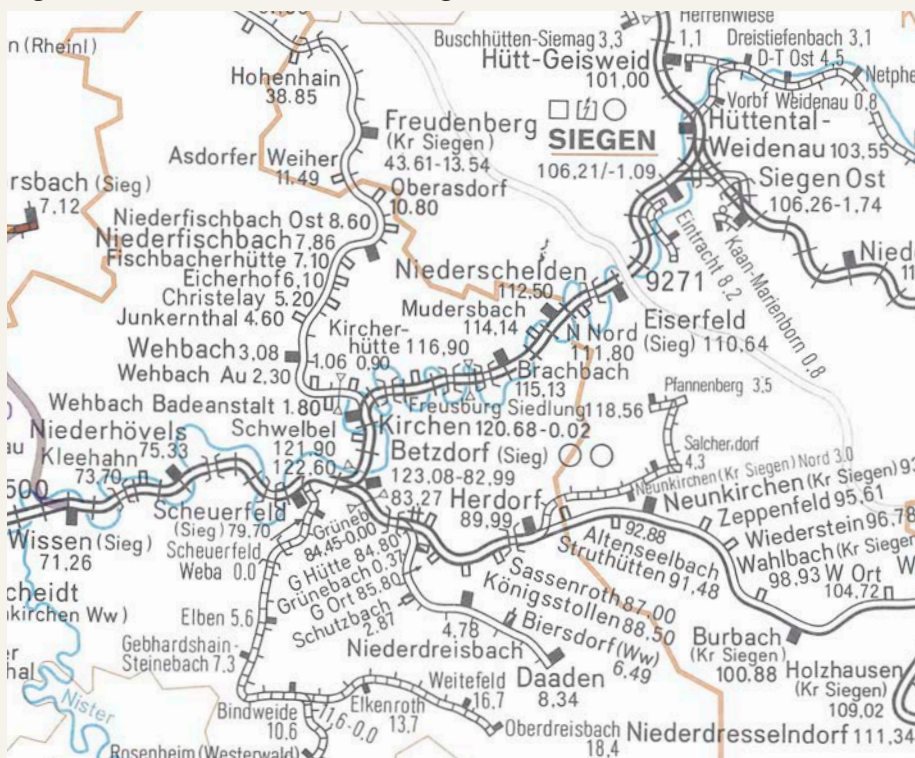 n (Rheinl)
Herrenwiese
1,1
Buschhütten-Siemag 3,3
Hütt-Geisweid
101,00
Dreistiefenbach 3,1
D-T Ost 4,5
Netphe
Vorbf Weidenau 0,8
Hüttental-
Weidenau 103,55
Hohenhain
38.85
Freudenberg
(Kr Siegen)
43.61-13.54
SIEGEN
106,21/-1.09
Siegen Ost
106,26-1,74
Asdorfer Weiher
11.49
Oberasdorf
10.80
rsbach (Sieg)
7,12
Niederfischbach Ost 8.60
Niederfischbach 7,86
Fischbacherhütte 7.10
Eicherhof 6,10
Christelay 5.20
Junkernthal 4.60
Eintracht 8.2
Kaan-Marienborn 0.8
Nied
11
Niederschelden
112.50
9271
Mudersbach
114,14
N Nord
111.80
Eiserfeld
(Sieg) 110,64
Kircher-
hütte 116,90
Wehbach 3,08
1.06 0,90
Wehbach Au 2,30
Brachbach
115.13
Pfannenberg 3,5
Wehbach Badeanstalt 1.80
Freusburg Siedlung 118.56
Kirchen 120.68-0.02
Schwelbel
121.90
122.60
Niederhövels
75.33
Kleehahn
73.70
au
500
Betzdorf (Sieg)
123.08-82,99
83,27
Salchendorf
4,3
Neunkirchen (Kr Siegen) Nord 3.0
Neunkirchen (Kr Siegen) 93
Zeppenfeld 95.61
Wiederstein 96.78
Wahlbach (Kr Siegen
98,93
W Ort
104,72
W
Herdorf
89,99
Scheuerfeld
(Sieg) 79.70
Wissen (Sieg)
71.26
Scheuerfeld
Weba 0.0
Grüneb
84.45-0.00
G Hütte 84.80
Grünebach 0.37
G Ort 85.80
Schutzbach
2.87
92,88
Altenseelbach
Struthütten 91,48
Sassenroth 87.00
Königsstollen 88.50
Biersdorf (Ww)
6.49
cheidt
kirchen Ww)
Elben 5.6
4,78
Niederdreisbach
Daaden
8.34
Burbach
(Kr Siegen)
100.88
Gebhardshain-
Steinebach 7.3
er
hal
Nister
Weitefeld
16.7
Holzhausen
(Kr Siegen)
109,02
Bindweide
10.6
11,6-0.0
Elkenroth
13,7
Oberdreisbach
18.4
Niederdresselndorf 111,34
Rosenheim (Westerwald)